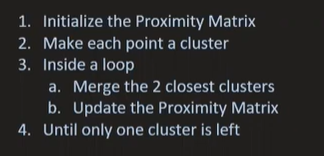 1. Initialize the Proximity Matrix
2. Make each point a cluster
3. Inside a loop
a. Merge the 2 closest clusters
b. Update the Proximity Matrix
4. Until only one cluster is left